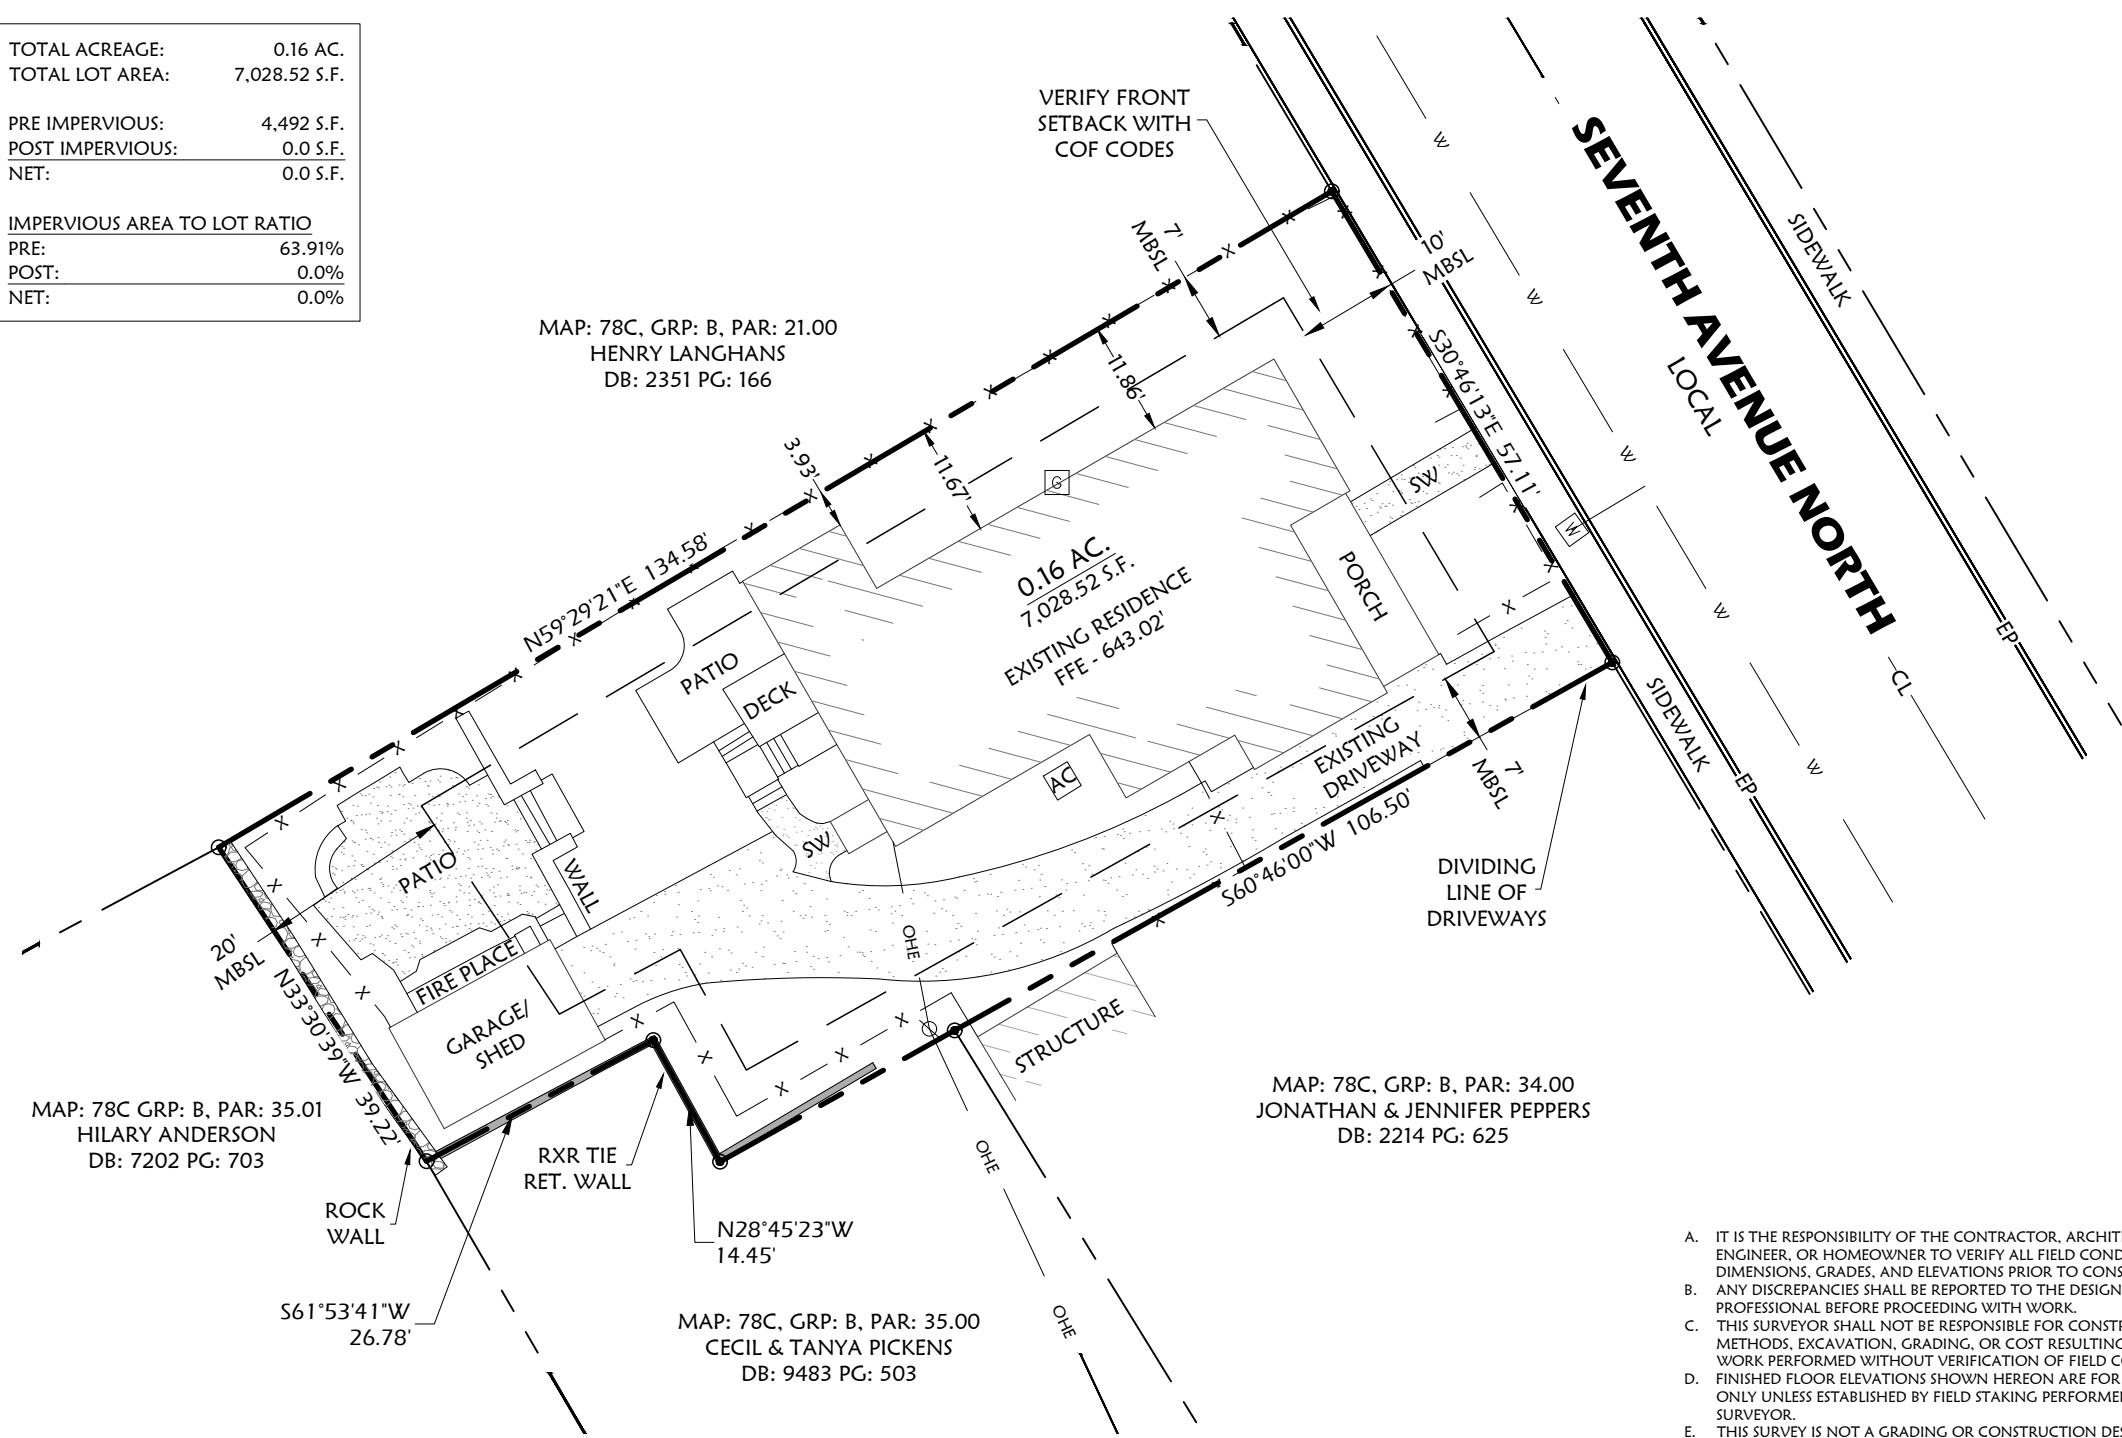 TOTAL ACREAGE: 0.16 AC.
TOTAL LOT AREA: 7,028.52 S.F.
PRE IMPERVIOUS: 4,492 S.F.
POST IMPERVIOUS: 0.0 S.F.
NET: 0.0 S.F.
IMPERVIOUS AREA TO LOT RATIO
PRE: 63.91%
POST: 0.0%
NET: 0.0%
VERIFY FRONT
SETBACK WITH
COF CODES
SEVENTH AVENUE NORTH
LOCAL
SIDEWALK
W
W
W
W
W
W
7'
MBSL
10'
MBSL
S30°46'13"E 57.11'
MAP: 78C, GRP: B, PAR: 21.00
HENRY LANGHANS
DB: 2351 PG: 166
11.86'
3.93'
11.67'
G
SW
W
N59°29'21"E 134.58'
0.16 AC.
7,028.52 S.F.
EXISTING RESIDENCE
FFE - 643.02'
PORCH
PATIO
DECK
EP
CL
SIDEWALK
EP
EXISTING
DRIVEWAY
7'
MBSL
AC
SW
S60°46'00"W 106.50'
DIVIDING
LINE OF
DRIVEWAYS
PATIO
WALL
20'
MBSL
FIRE PLACE
GARAGE/
SHED
N33°30'39"W 39.22'
OHE
STRUCTURE
MAP: 78C GRP: B, PAR: 35.01
HILARY ANDERSON
DB: 7202 PG: 703
MAP: 78C, GRP: B, PAR: 34.00
JONATHAN & JENNIFER PEPPERS
DB: 2214 PG: 625
RXR TIE
RET. WALL
ROCK
WALL
OHE
N28°45'23"W
14.45'
S61°53'41"W
26.78'
MAP: 78C, GRP: B, PAR: 35.00
CECIL & TANYA PICKENS
DB: 9483 PG: 503
OHE
A. IT IS THE RESPONSIBILITY OF THE CONTRACTOR,
ENGINEER, OR HOMEOWNER TO VERIFY ALL FIELD
DIMENSIONS, GRADES, AND ELEVATIONS PRIOR TO
B. ANY DISCREPANCIES SHALL BE REPORTED TO THE DESIGN
PROFESSIONAL BEFORE PROCEEDING WITH WORK.
C. THIS SURVEYOR SHALL NOT BE RESPONSIBLE FOR
METHODS, EXCAVATION, GRADING, OR COST RESULTING
WORK PERFORMED WITHOUT VERIFICATION OF FIELD
D. FINISHED FLOOR ELEVATIONS SHOWN HEREON ARE FOR
ONLY UNLESS ESTABLISHED BY FIELD STAKING
SURVEYOR.
E. THIS SURVEY IS NOT A GRADING OR CONSTRUCTION